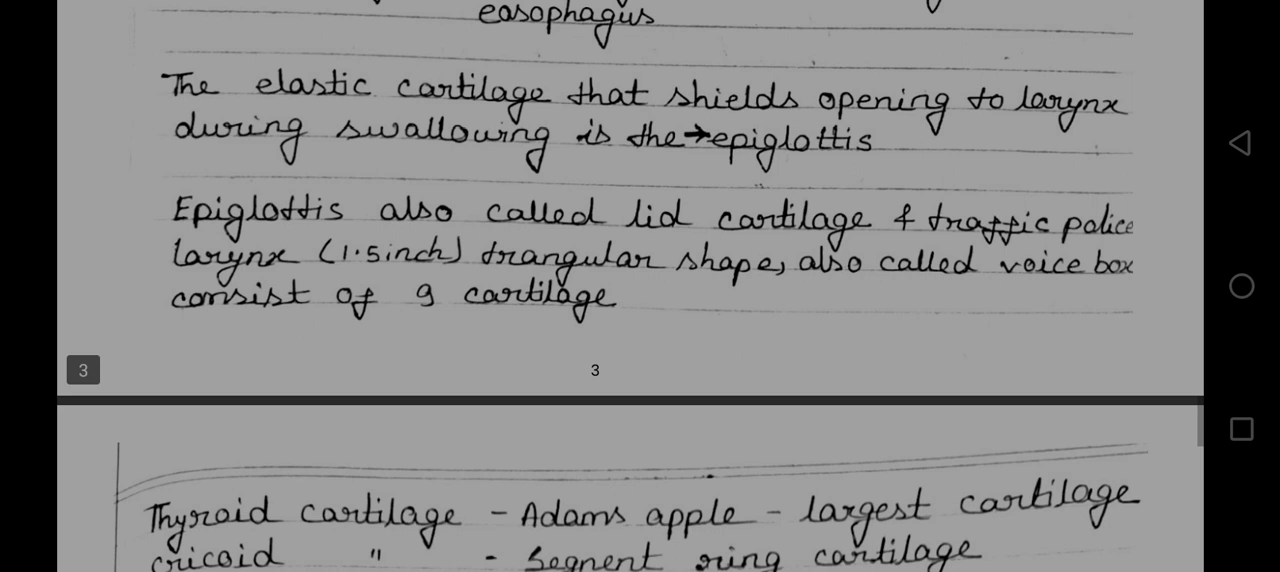 easophagus
The elastic cartilage that shields opening to larynx
during swallowing is the→epiglottis
Epiglottis also called lid cartilage & traffic police
larynx (1.5inch) trangular shape, also called voice box
consist of 9 cartilage
3
3
Thyroid cartilage - Adams apple - largest cartilage
cricoid " - Segnent ring cartilage